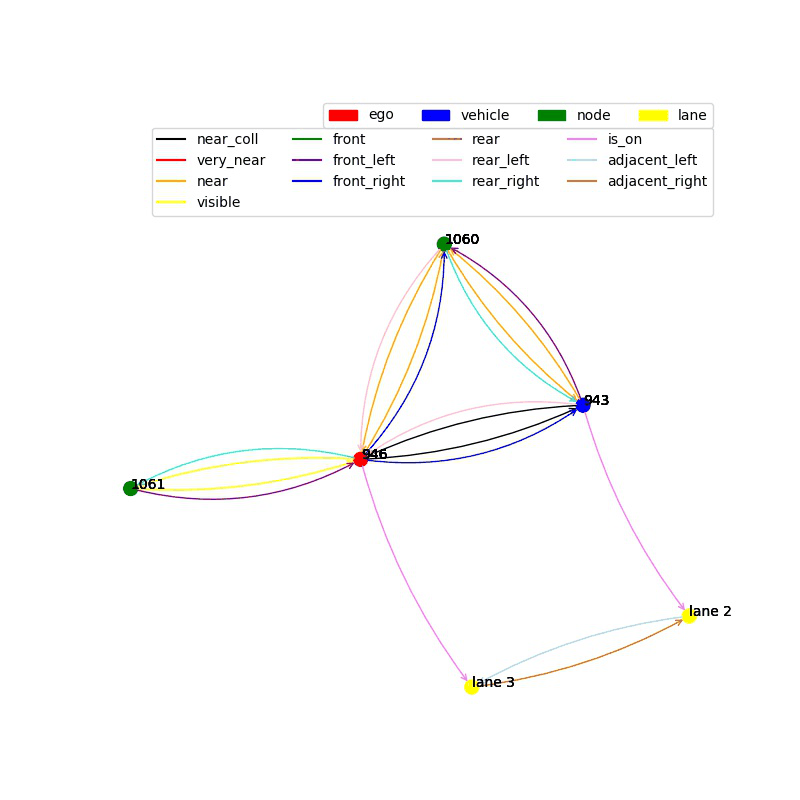 ego vehicle node lane
near_coll front rear is_on
very_near front_left rear_left adjacent_left
near front_right rear_right adjacent_right
visible
1060
943
946
1061
lane 2
lane 3